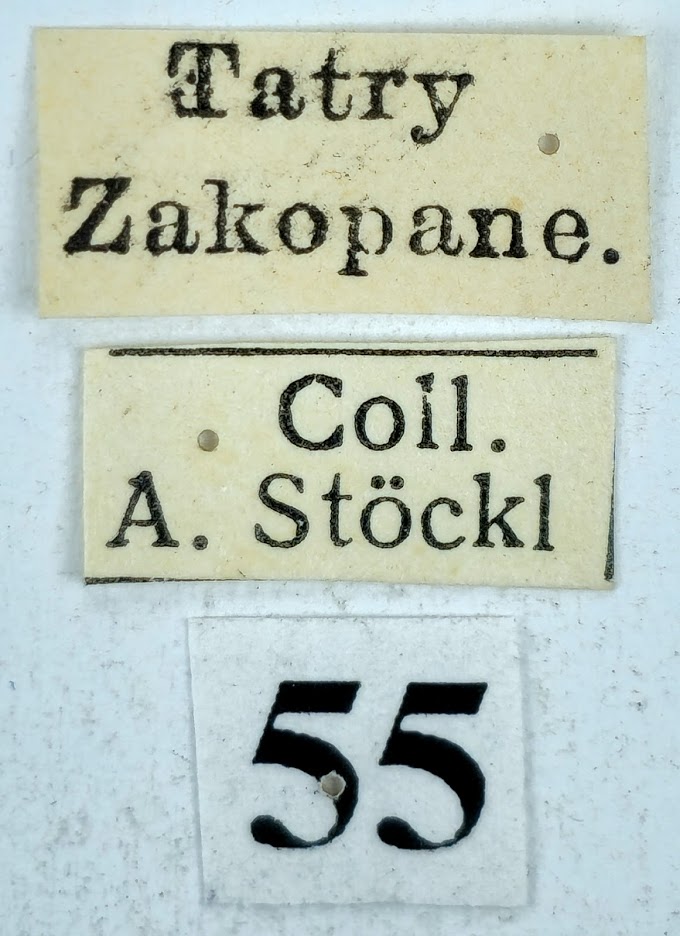 Tatry
Zakopane.
Coll.
A. Stöckl
55